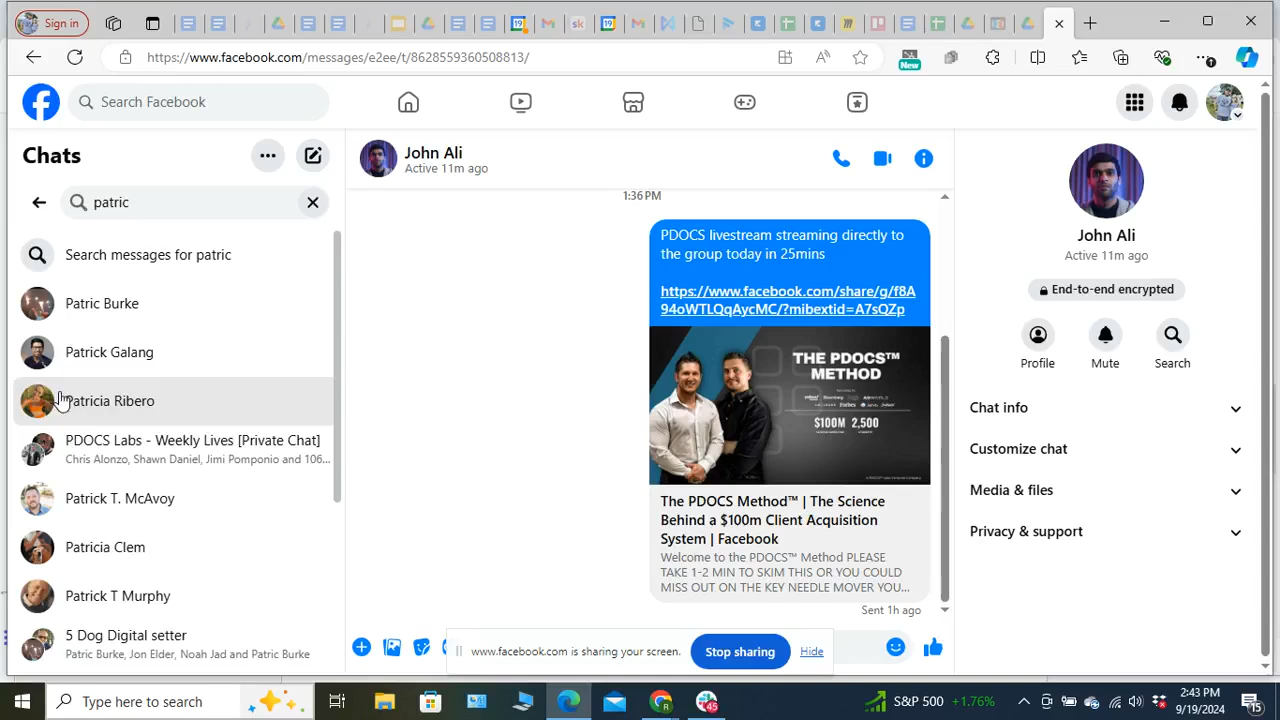 Sign in
https://www.facebook.com/messages/e2ee/t/8628559360508813/
New
Search Facebook
Chats
patric
Search messages for patric
Patric Burke
Patrick Galang
Patricia Rios
PDOCS Labs - Weekly Lives [Private Chat]
Chris Alonzo, Shawn Daniel, Jimi Pomponio and 106...
Patrick T. McAvoy
Patricia Clem
Patrick T Murphy
5 Dog Digital setter
Patric Burke, Jon Elder, Noah Jad and Patric Burke
John Ali
Active 11m ago
1:36 PM
PDOCS livestream streaming directly to
the group today in 25mins
https://www.facebook.com/share/g/f8A
94oWTLQqAycMC/?mibextid=A7sQZp
THE PDOCS™
METHOD
$100M 2,500
The PDOCS Method™ | The Science
Behind a $100m Client Acquisition
System | Facebook
Welcome to the PDOCS™ Method PLEASE
TAKE 1-2 MIN TO SKIM THIS OR YOU COULD
MISS OUT ON THE KEY NEEDLE MOVER YOU...
Sent 1h ago
www.facebook.com is sharing your screen.
Stop sharing
Hide
John Ali
Active 11m ago
End-to-end encrypted
Profile
Mute
Search
Chat info
Customize chat
Media & files
Privacy & support
Type here to search
45
S&P 500 +1.76%
2:43 PM
9/19/2024
15